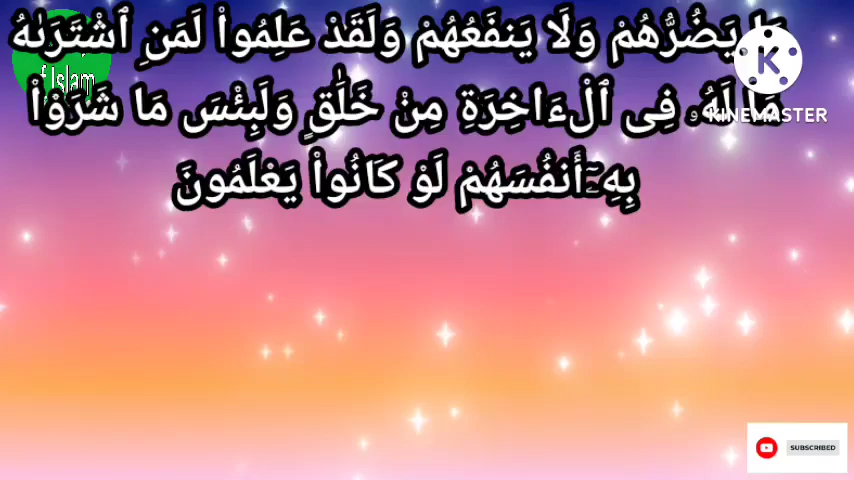 يَضُرُّهُمْ وَلَا يَنفَعُهُمْ وَلَقَدْ عَلِمُوا۟ لَمَنِ ٱشْتَرَىٰهُ
مَا لَهُۥ فِى ٱلْءَاخِرَةِ مِنْ خَلَٰقٍ وَلَبِئْسَ مَا شَرَوْا۟
بِهِۦٓ أَنفُسَهُمْ لَوْ كَانُوا۟ يَعْلَمُونَ
f Islam
K
KINEMASTER
SUBSCRIBED